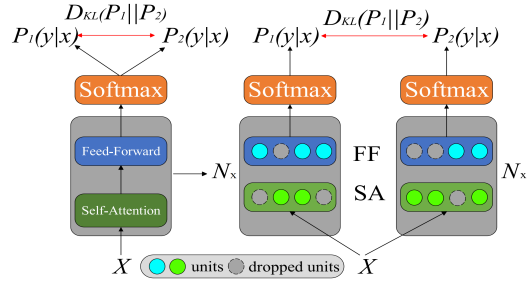 D_KL(P_1||P_2)
P_1(y|x)
P_2(y|x)
Softmax
Feed-Forward
Self-Attention
N_x
X
D_KL(P_1||P_2)
P_1(y|x)
P_2(y|x)
Softmax
Softmax
FF
SA
N_x
X
units
dropped units